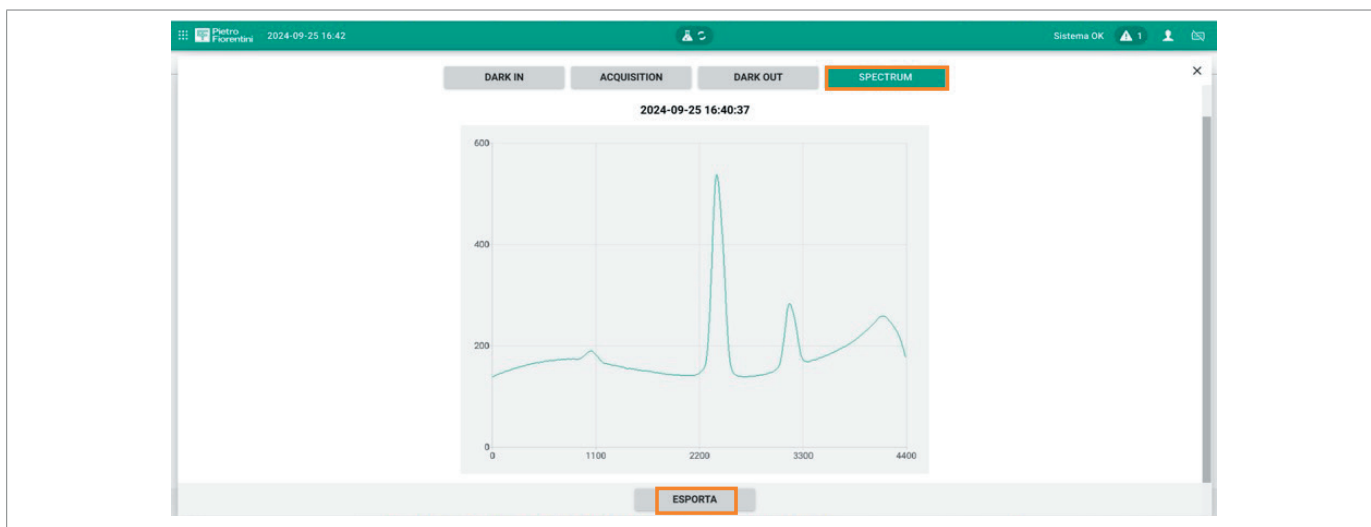 Pietro Fiorentini 2024-09-25 16:42 Sistema OK 1
DARK IN ACQUISITION DARK OUT SPECTRUM
2024-09-25 16:40:37
600
400
200
0
0 1100 2200 3300 4400
ESPORTA